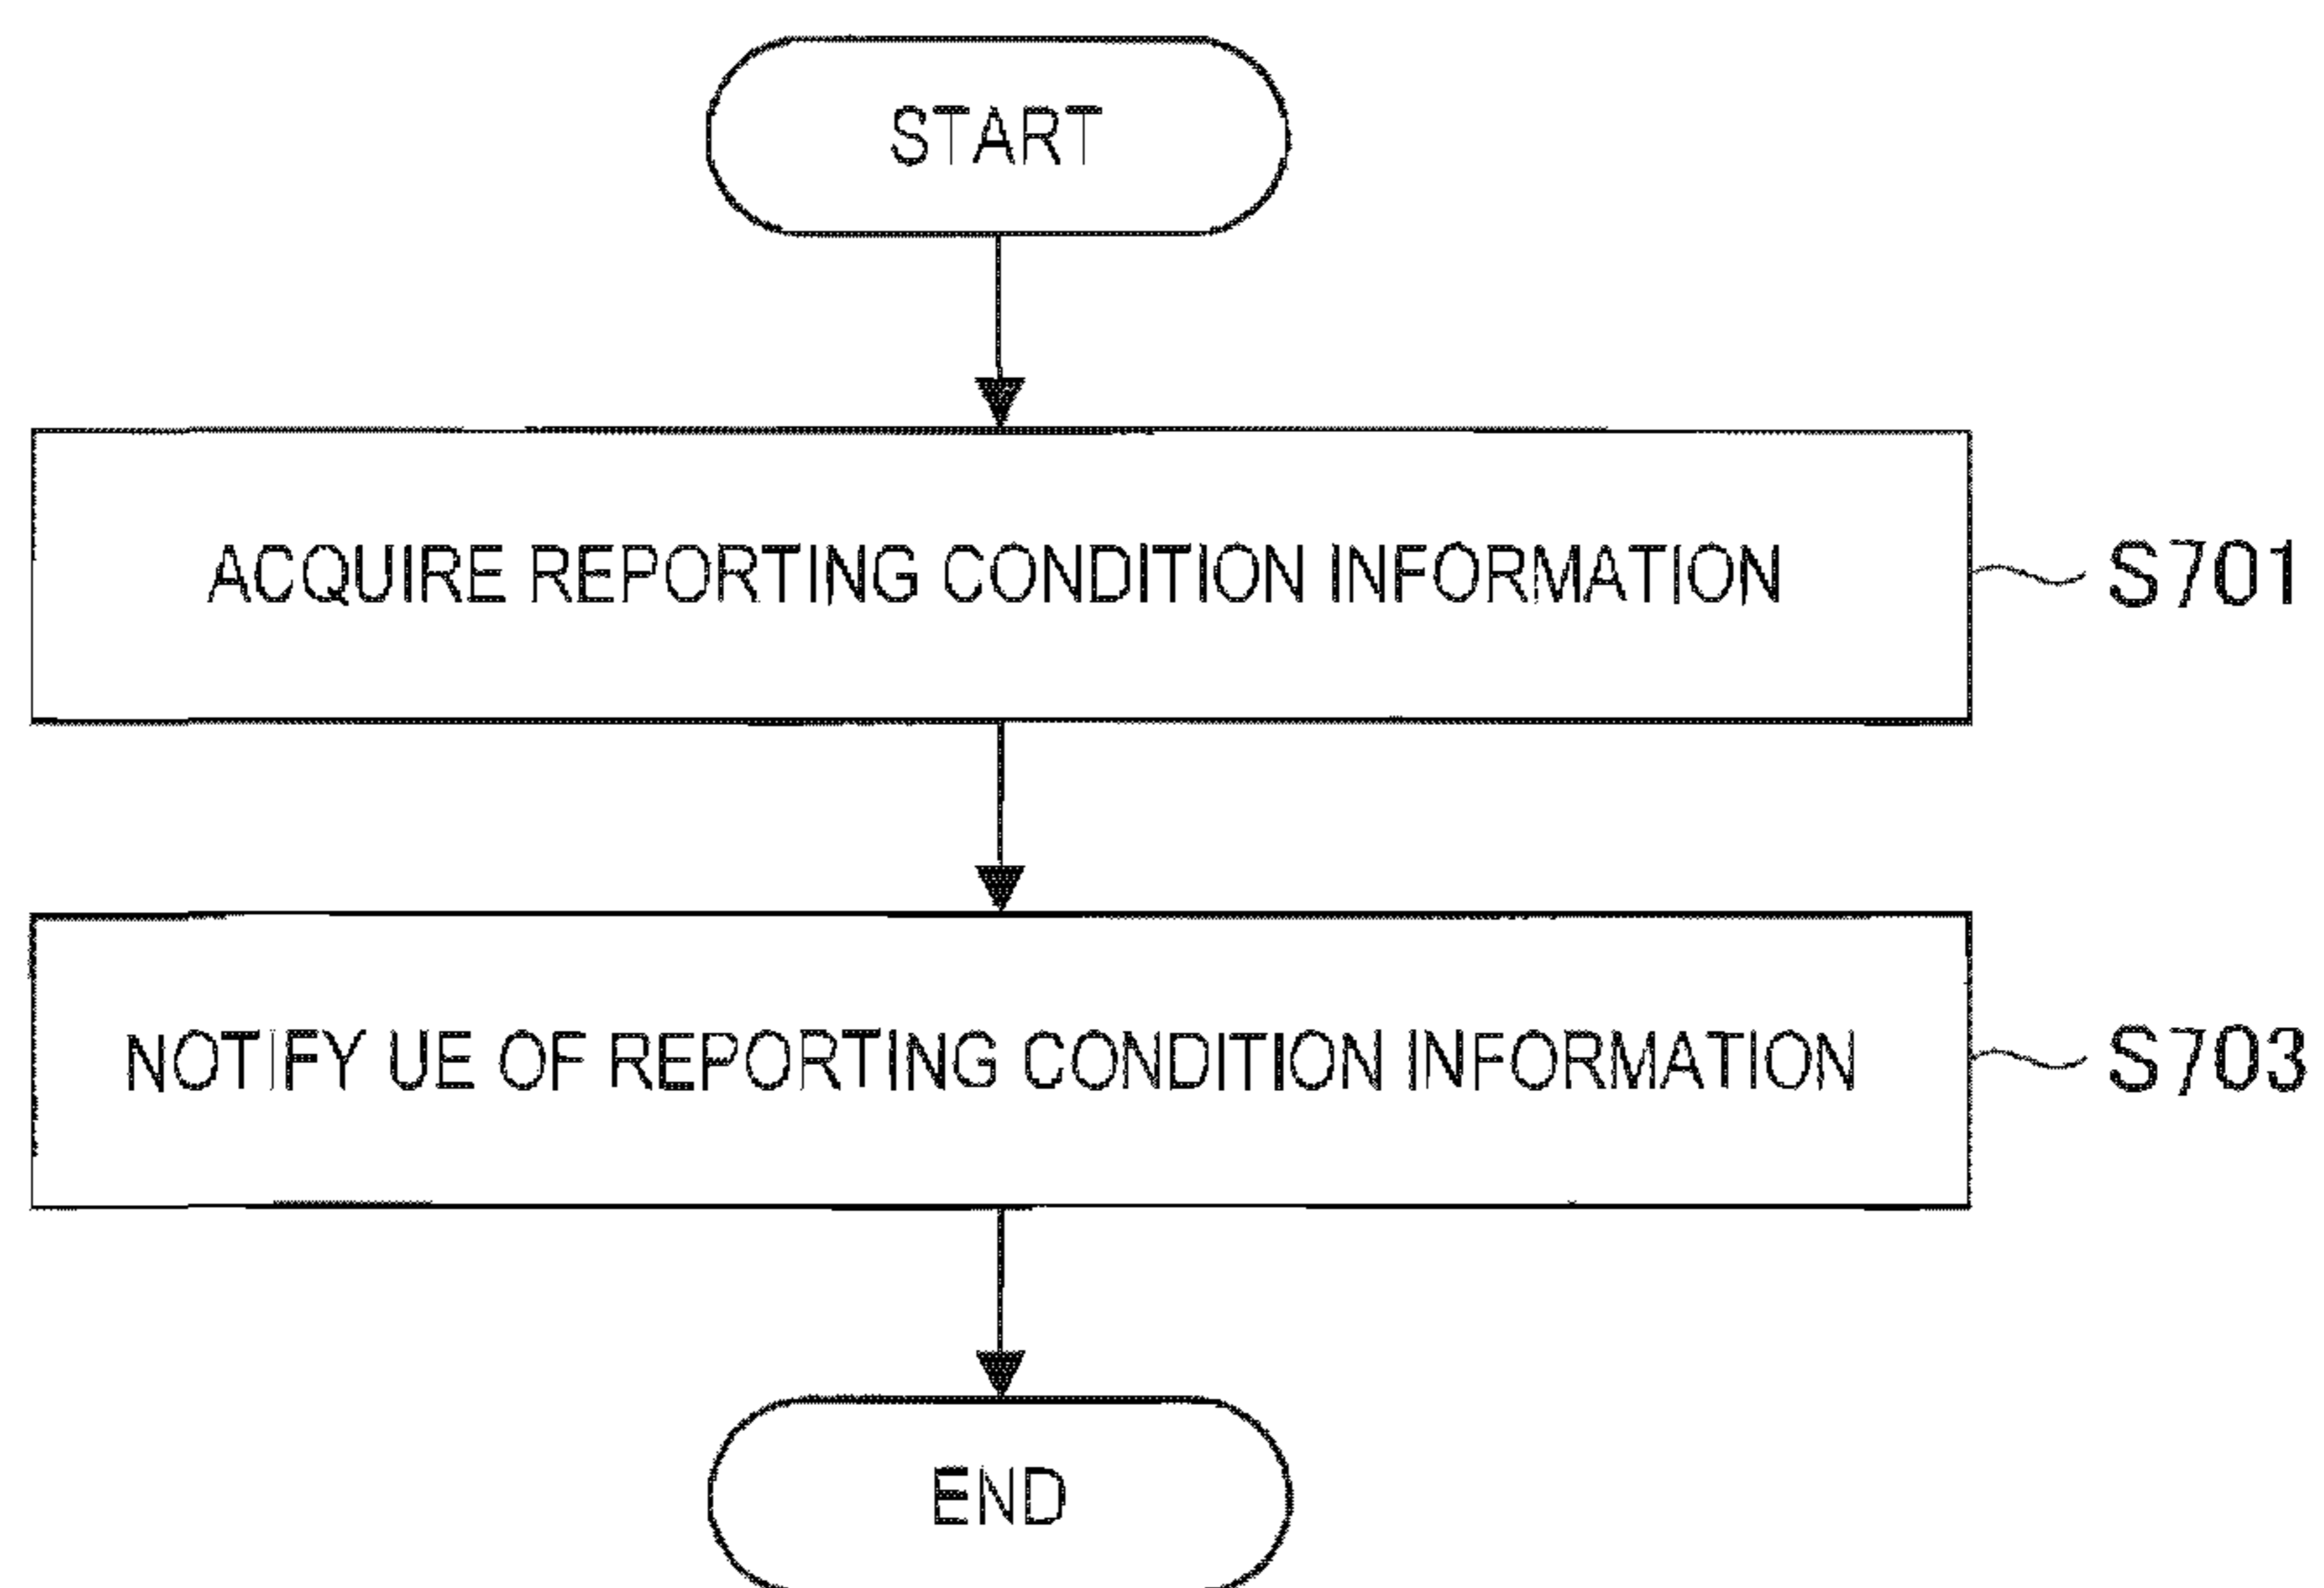 START
ACQUIRE REPORTING CONDITION INFORMATION
S701
NOTIFY UE OF REPORTING CONDITION INFORMATION
S703
END